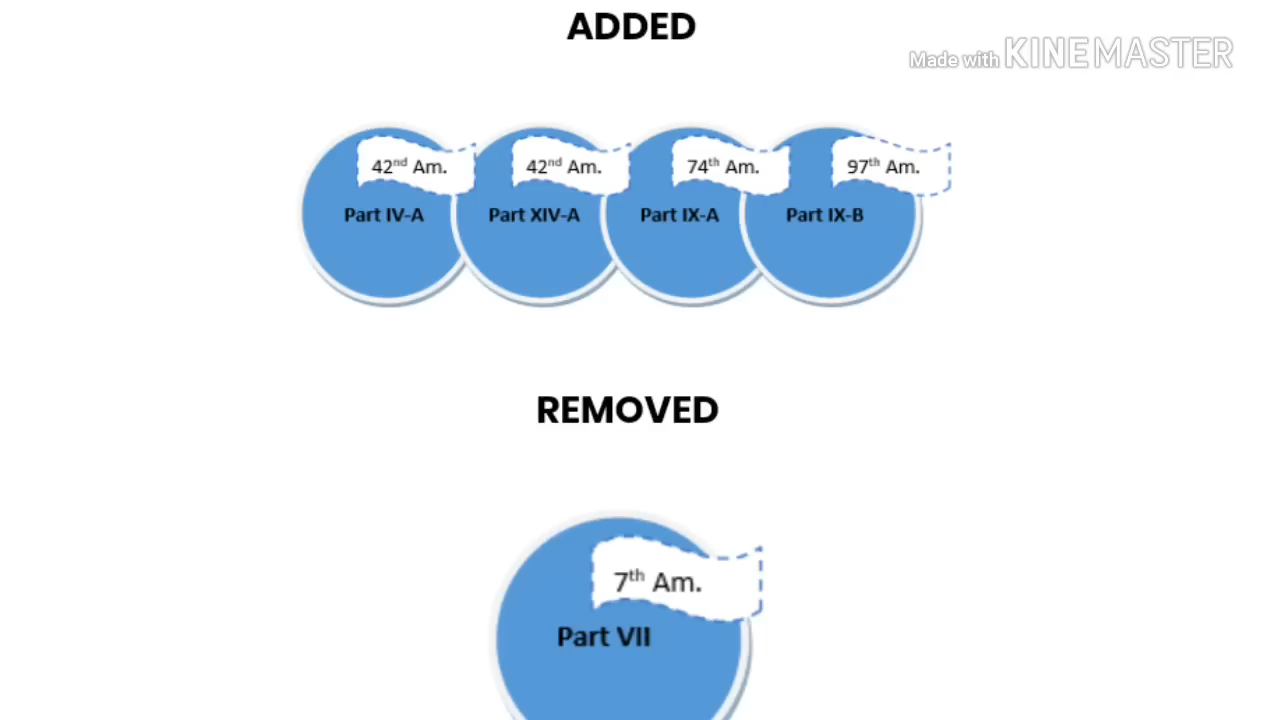 ADDED
Made with KINEMASTER
42nd Am.
Part IV-A
42nd Am.
Part XIV-A
74th Am.
Part IX-A
97th Am.
Part IX-B
REMOVED
7th Am.
Part VII